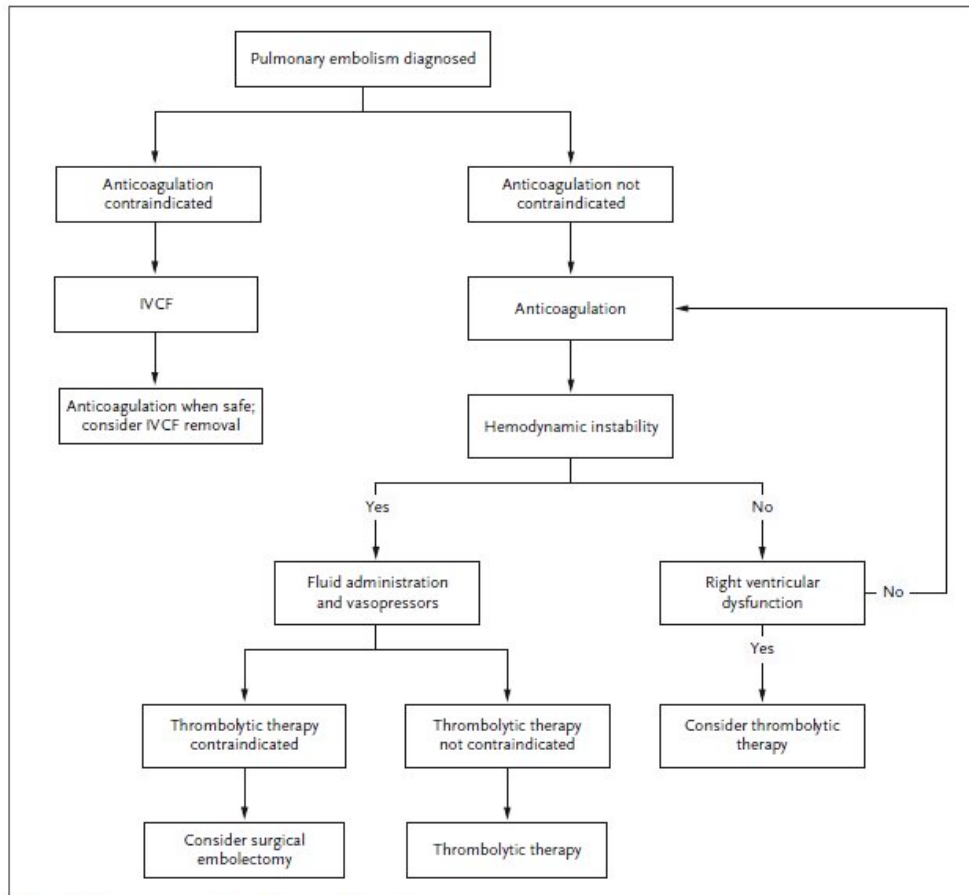 Pulmonary embolism diagnosed
Anticoagulation
contraindicated
Anticoagulation not
contraindicated
IVCF
Anticoagulation
Anticoagulation when safe;
consider IVCF removal
Hemodynamic instability
Yes
No
Fluid administration
and vasopressors
Right ventricular
dysfunction
No
Yes
Thrombolytic therapy
contraindicated
Thrombolytic therapy
not contraindicated
Consider thrombolytic
therapy
Consider surgical
embolectomy
Thrombolytic therapy